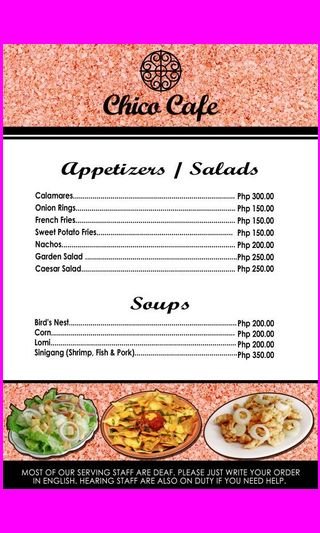 Chico Cafe
Appetizers / Salads
Calamares................................................................ Php 300.00
Onion Rings.............................................................. Php 150.00
French Fries.............................................................. Php 150.00
Sweet Potato Fries..................................................... Php 150.00
Nachos.................................................................... Php 200.00
Garden Salad ...........................................................Php 250.00
Caesar Salad............................................................. Php 250.00
Soups
Bird's Nest................................................................. Php 200.00
Corn......................................................................... Php 200.00
Lomi.......................................................................... Php 200.00
Sinigang (Shrimp, Fish & Pork)........................................Php 350.00
MOST OF OUR SERVING STAFF ARE DEAF. PLEASE JUST WRITE YOUR ORDER
IN ENGLISH. HEARING STAFF ARE ALSO ON DUTY IF YOU NEED HELP.